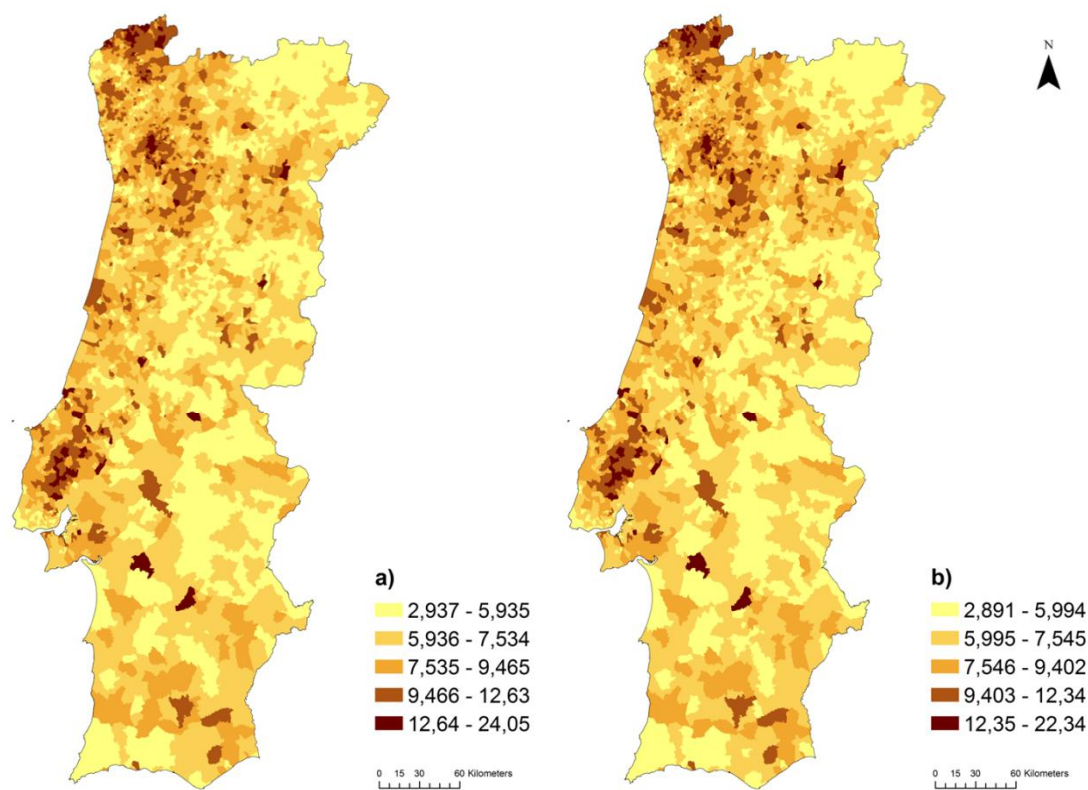 N
a)
2,937 - 5,935
5,936 - 7,534
7,535 - 9,465
9,466 - 12,63
12,64 - 24,05
0 15 30 60 Kilometers
b)
2,891 - 5,994
5,995 - 7,545
7,546 - 9,402
9,403 - 12,34
12,35 - 22,34
0 15 30 60 Kilometers